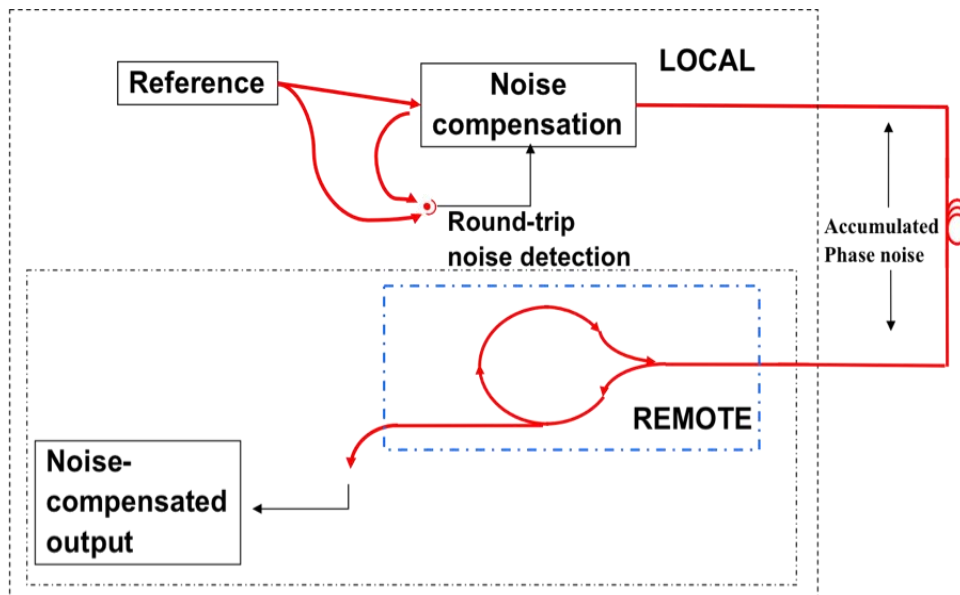 LOCAL
Reference
Noise
compensation
Round-trip
noise detection
Accumulated
Phase noise
REMOTE
Noise-
compensated
output